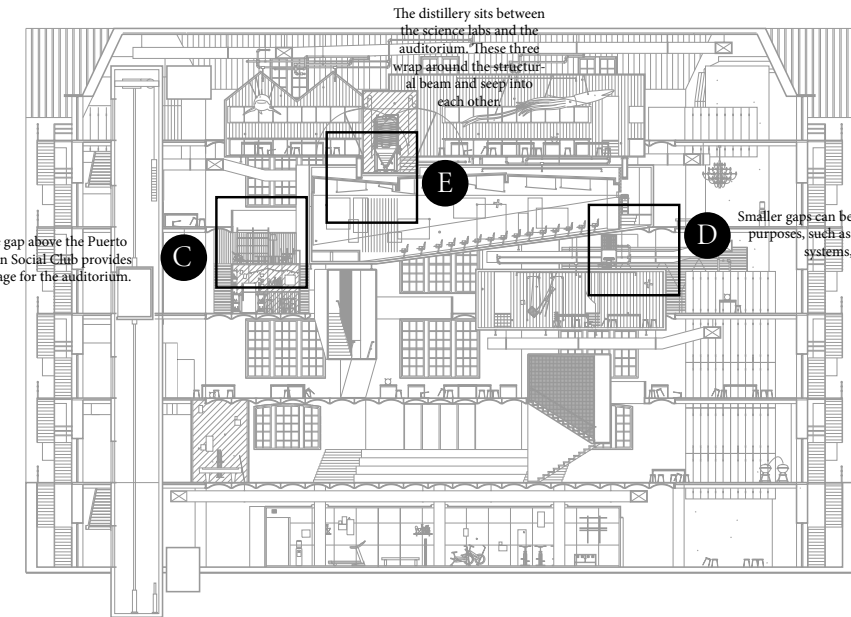 The distillery sits between
the science labs and the
auditorium. These three
wrap around the structur-
al beam and seep into
each other.
E
gap above the Puerto
Social Club provides
for the auditorium.
C
D
Smaller gaps can be
purposes, such as
systems,